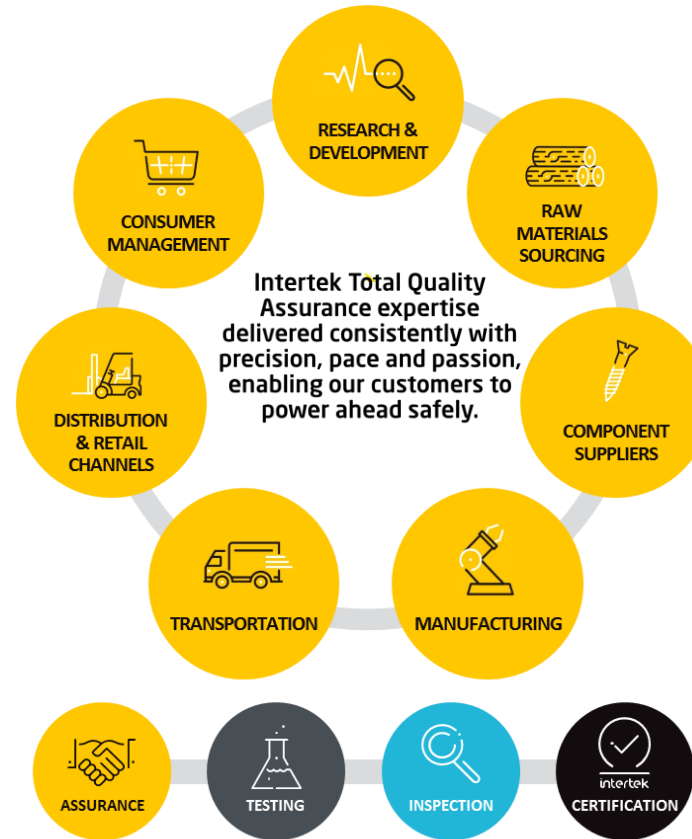 RESEARCH &
DEVELOPMENT
CONSUMER
MANAGEMENT
RAW
MATERIALS
SOURCING
Intertek Total Quality
Assurance expertise
delivered consistently with
precision, pace and passion,
enabling our customers to
power ahead safely.
DISTRIBUTION
& RETAIL
CHANNELS
COMPONENT
SUPPLIERS
TRANSPORTATION
MANUFACTURING
ASSURANCE
TESTING
INSPECTION
intertek
CERTIFICATION